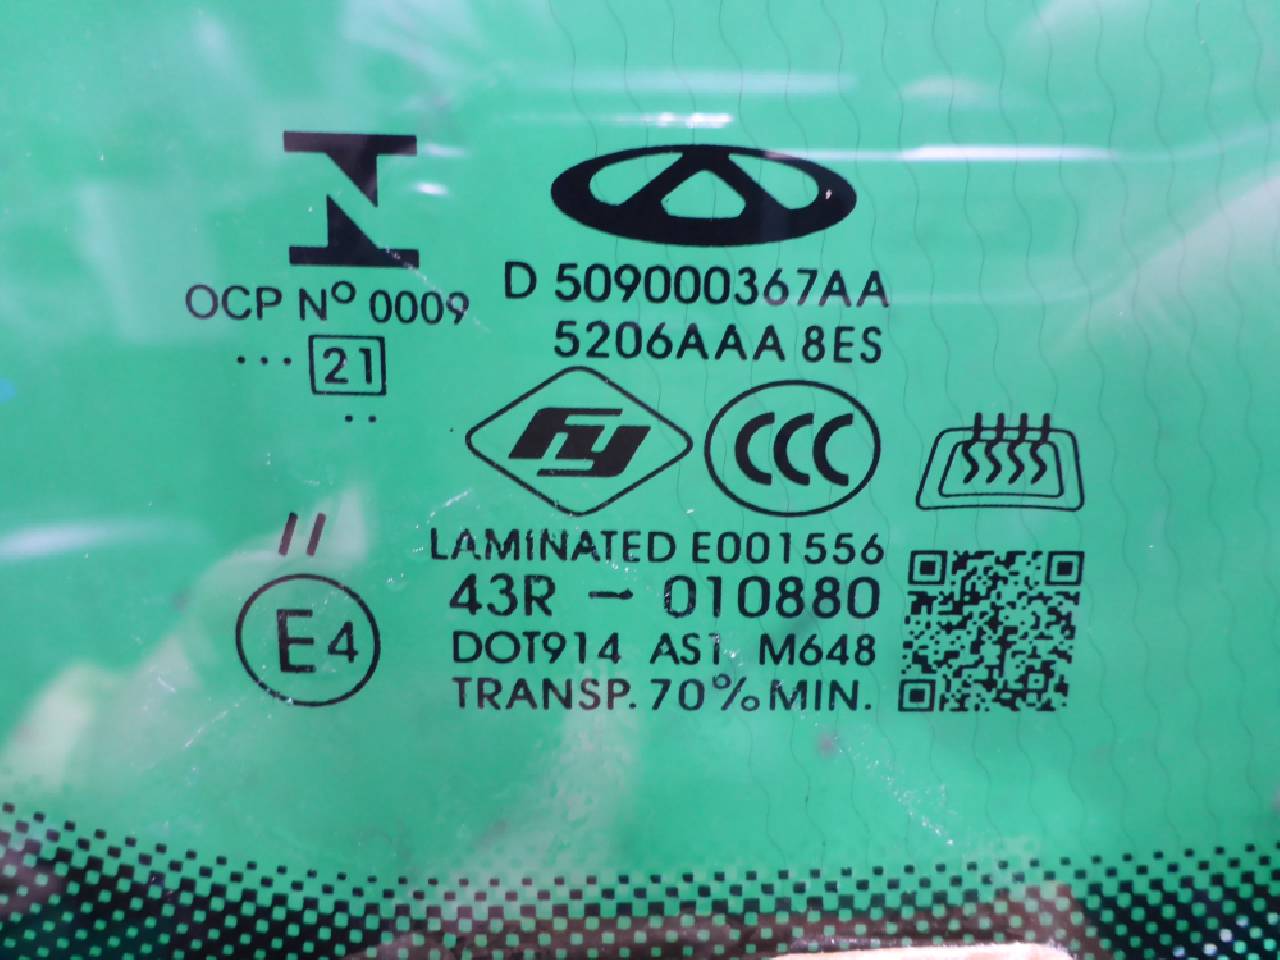 OCP Nº 0009
... 21
..
D 509000367AA
5206AAA 8ES
fy
CCC
II
E4
LAMINATED E001556
43R - 010880
DOT914 AS1 M648
TRANSP. 70% MIN.